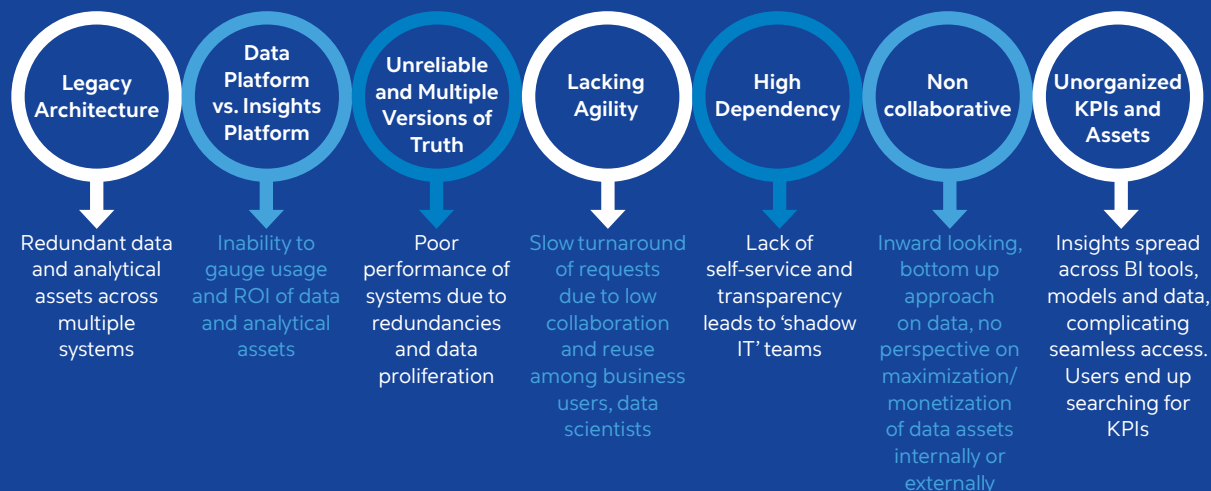 Legacy
Architecture
Data
Platform
vs. Insights
Platform
Unreliable
and Multiple
Versions of
Truth
Lacking
Agility
High
Dependency
Non
collaborative
Unorganized
KPIs and
Assets
Redundant data
and analytical
assets across
multiple
systems
Inability to
gauge usage
and ROI of data
and analytical
assets
Poor
performance of
systems due to
redundancies
and data
proliferation
Slow turnaround
of requests
due to low
collaboration
and reuse
among business
users, data
scientists
Lack of
self-service and
transparency
leads to ‘shadow
IT’ teams
Inward looking,
bottom up
approach
on data, no
perspective on
maximization/
monetization
of data assets
internally or
externally
Insights spread
across BI tools,
models and data,
complicating
seamless access.
Users end up
searching for
KPIs